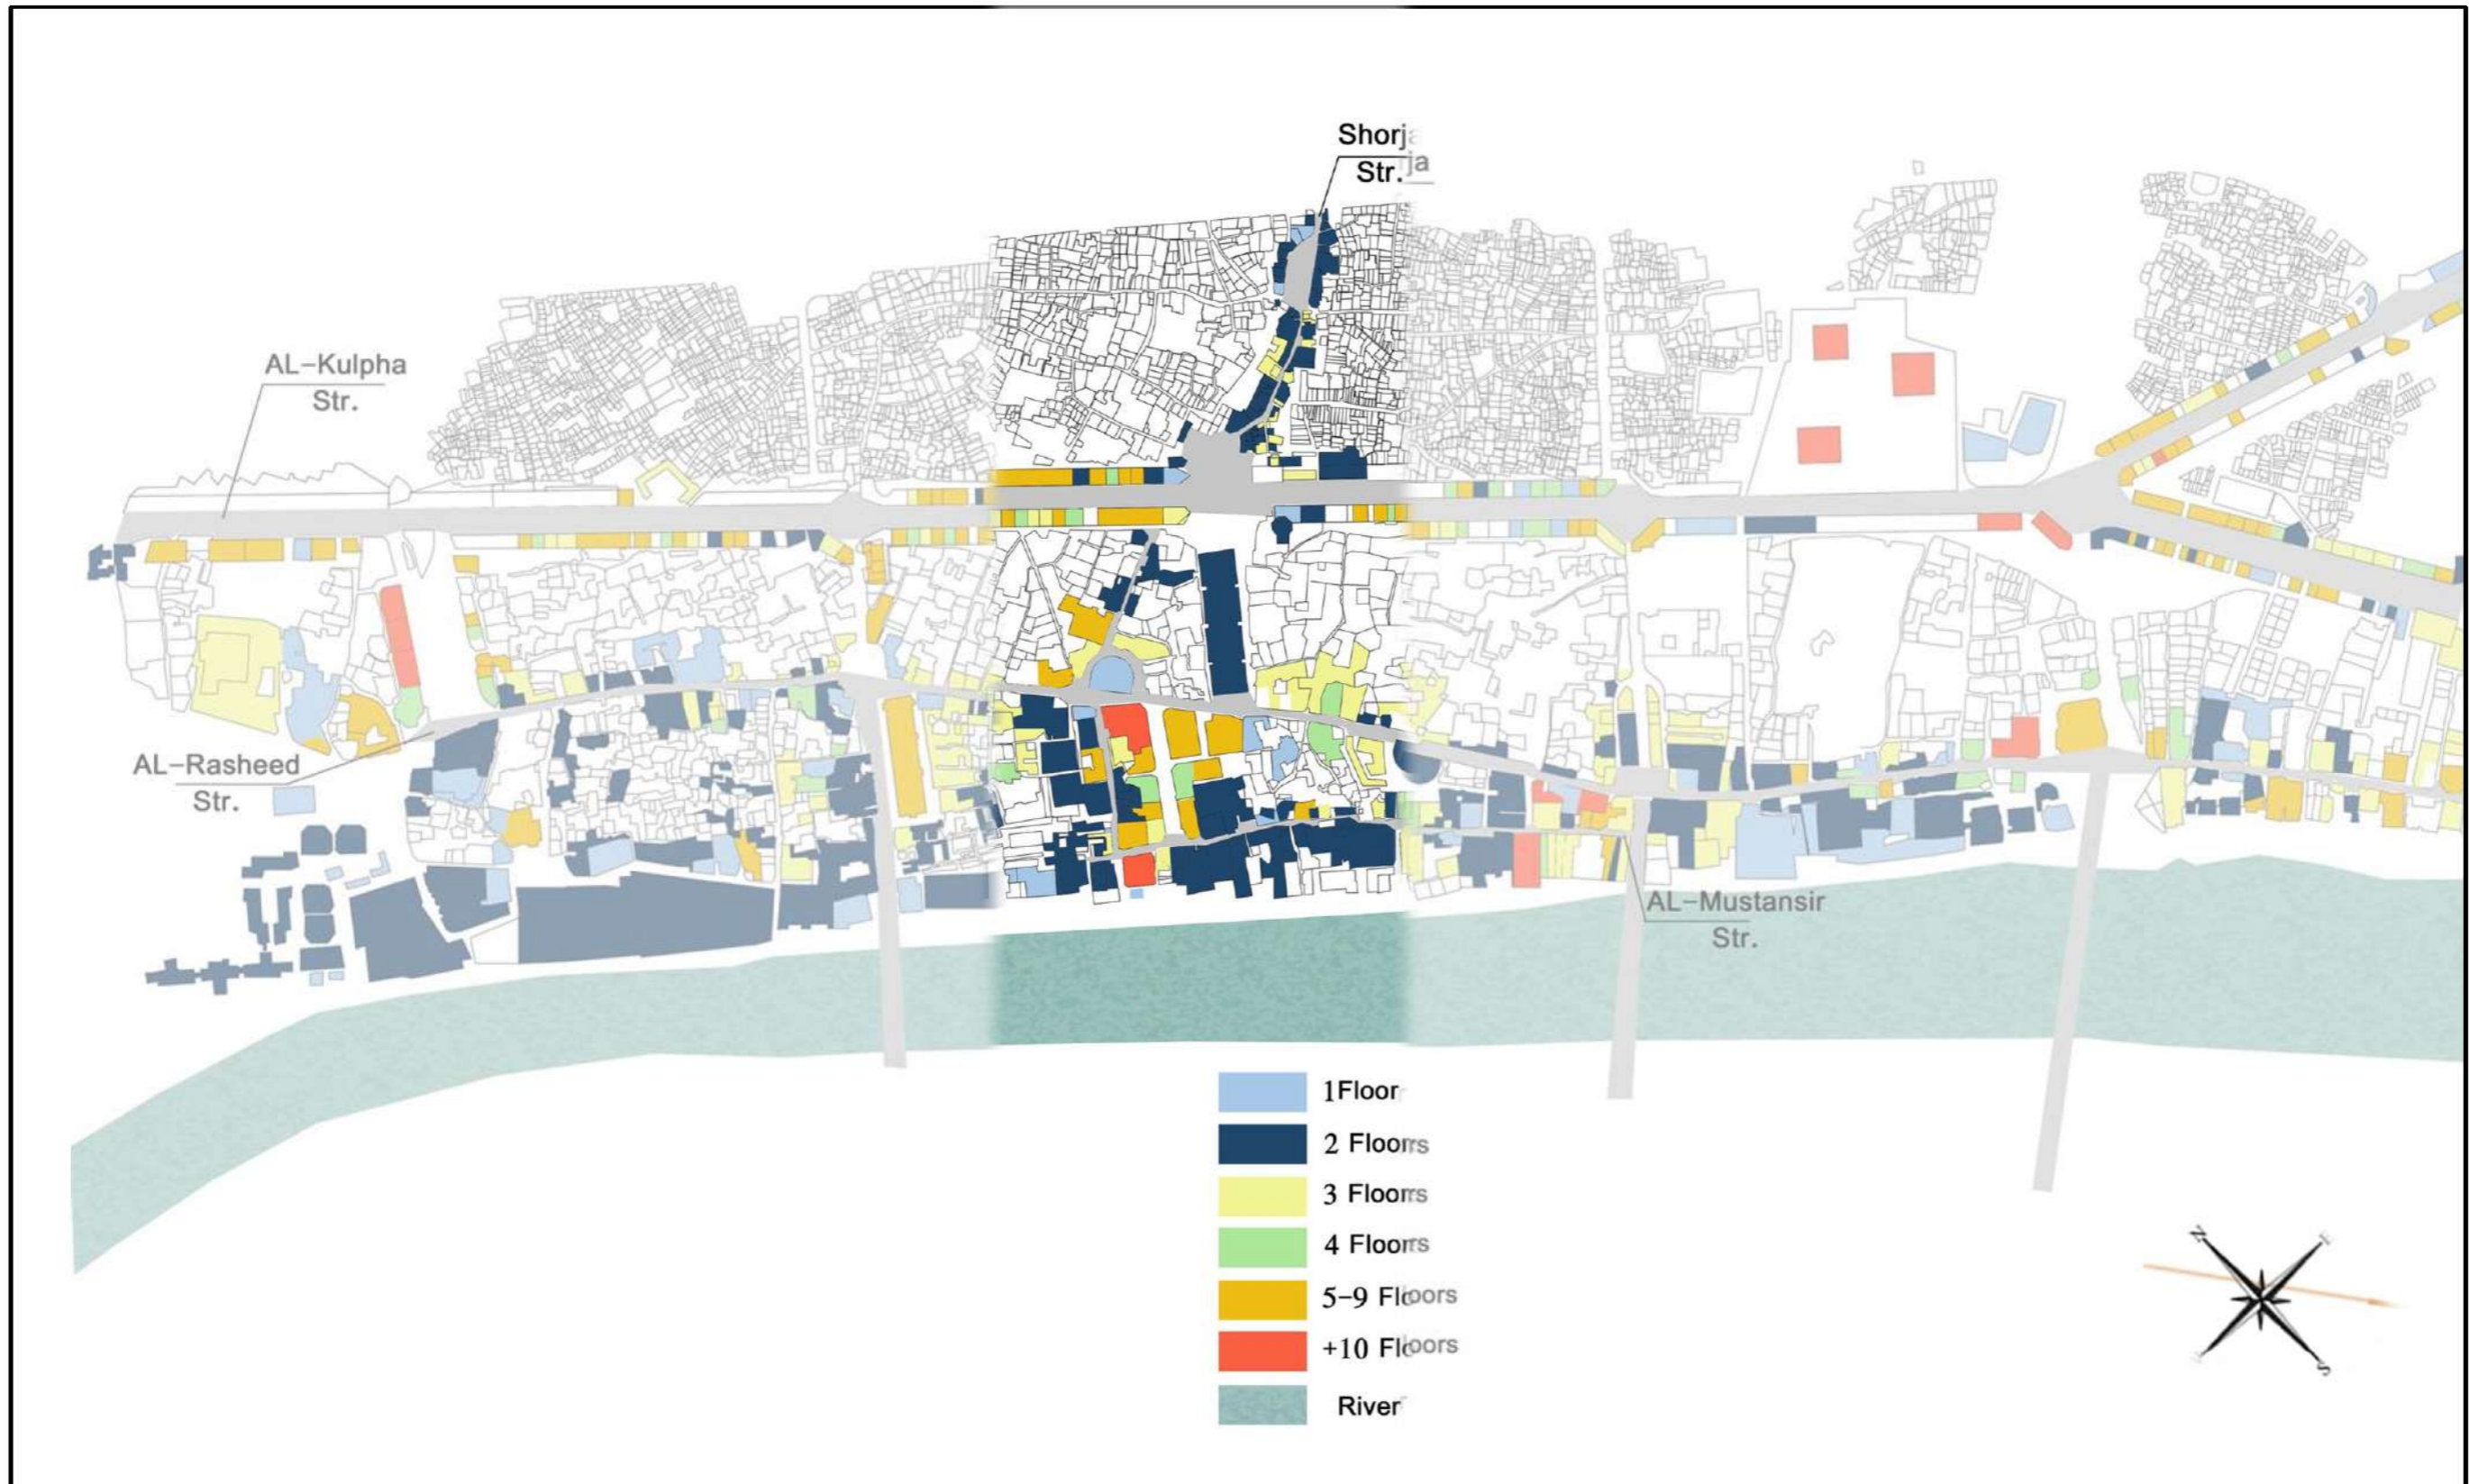 Shorja
Str.
AL-Kulpha
Str.
AL-Rasheed
Str.
AL-Mustansir
Str.
1Floor
2 Floors
3 Floors
4 Floors
5-9 Floors
+10 Floors
River
N
S